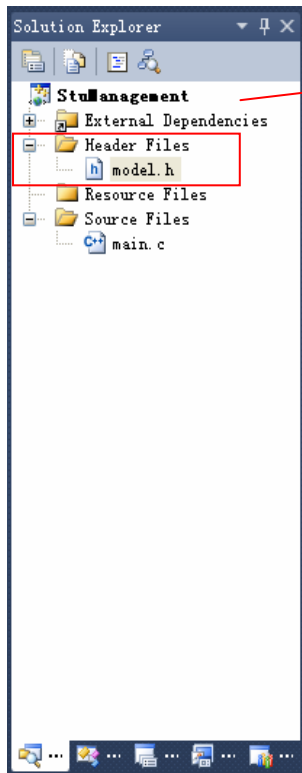 Solution Explorer
StuManagement
External Dependencies
Header Files
h model.h
Resource Files
Source Files
C++ main.c
... ... ... ... ...